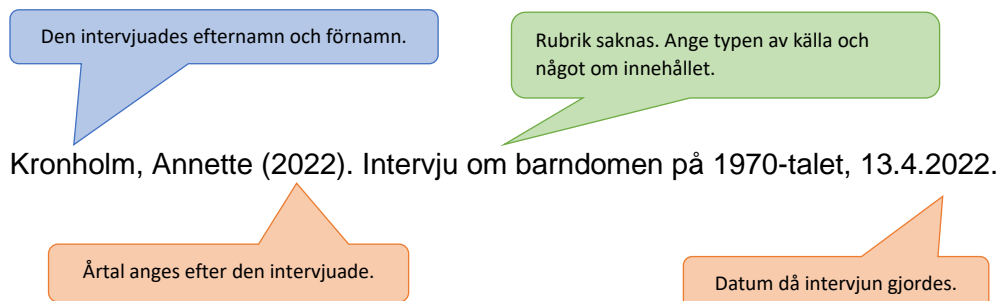 Den intervjuades efternamn och förnamn.
Rubrik saknas. Ange typen av källa och
något om innehållet.
Kronholm, Annette (2022). Intervju om barndomen på 1970-talet, 13.4.2022.
Årtal anges efter den intervjuade.
Datum då intervjun gjordes.